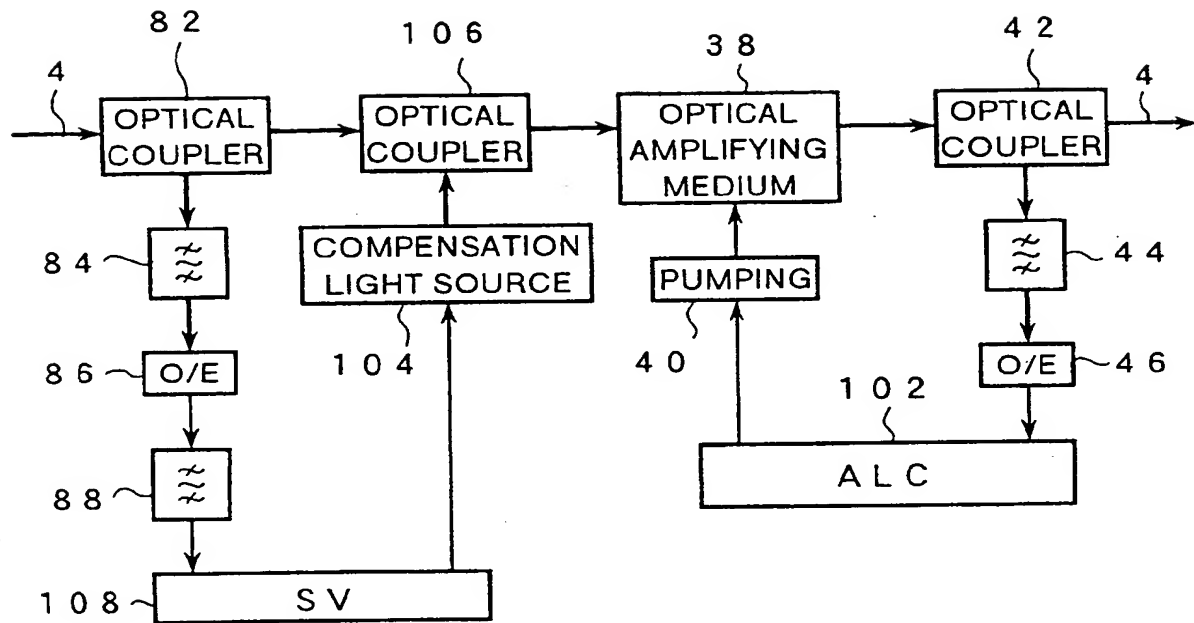 82
106
38
42
4
4
OPTICAL
COUPLER
OPTICAL
COUPLER
OPTICAL
AMPLIFYING
MEDIUM
OPTICAL
COUPLER
84
COMPENSATION
LIGHT SOURCE
PUMPING
44
86
O/E
104
40
O/E
46
102
88
ALC
108
SV